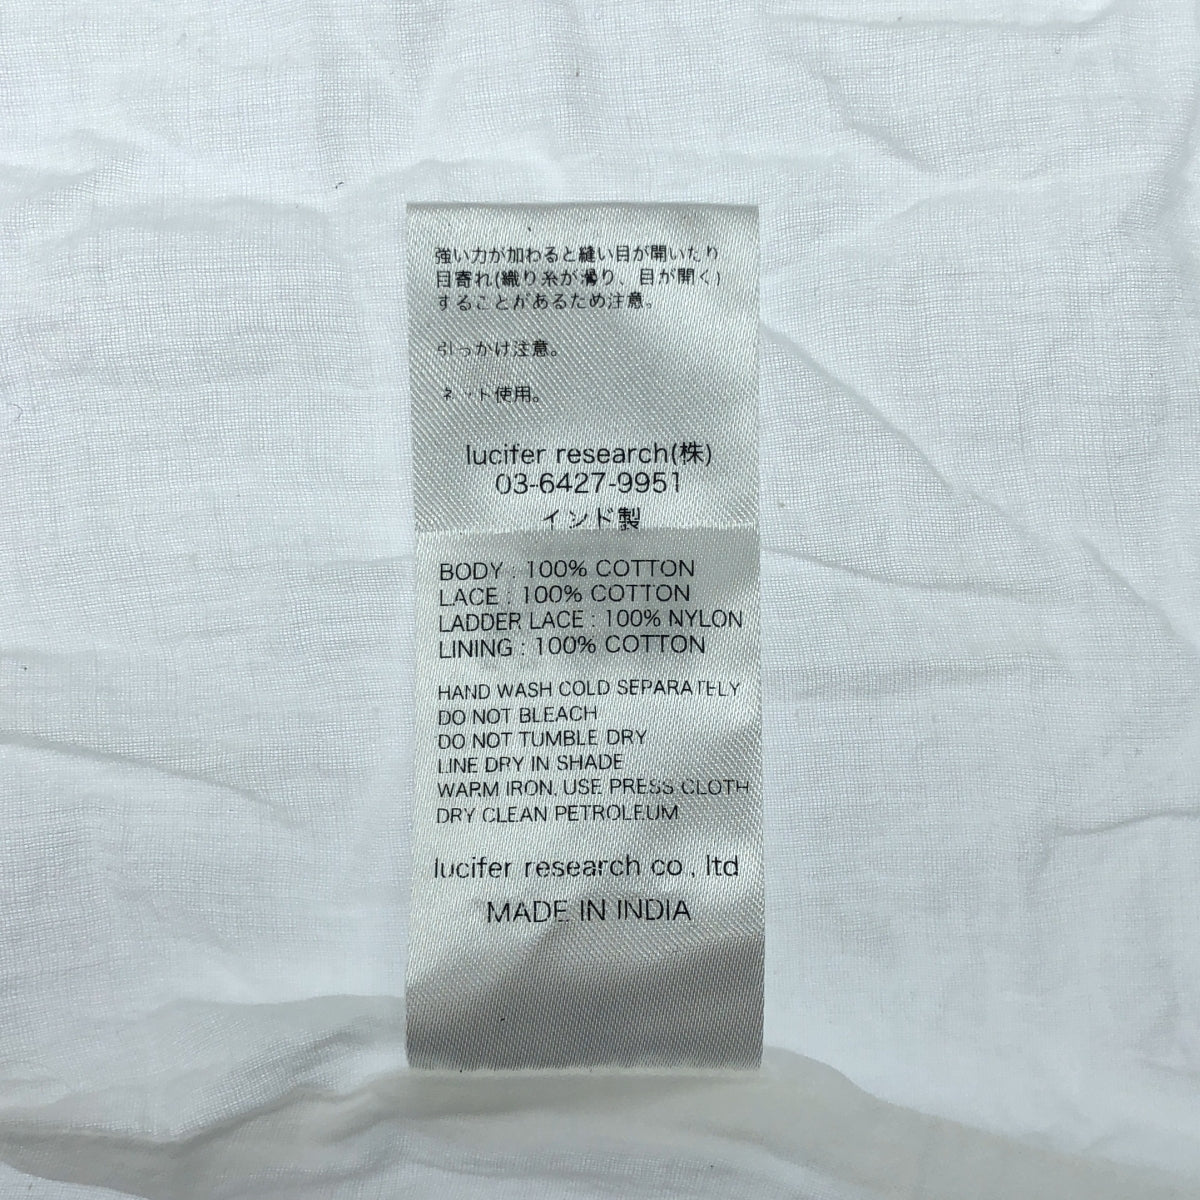 強い力が加わると縫い目が開いたり
目寄れ(織り糸が滑り、目が開く)
することがあるため注意。
引っかけ注意。
ネット使用。
lucifer research(株)
03-6427-9951
インド製
BODY : 100% COTTON
LACE : 100% COTTON
LADDER LACE : 100% NYLON
LINING : 100% COTTON
HAND WASH COLD SEPARATELY
DO NOT BLEACH
DO NOT TUMBLE DRY
LINE DRY IN SHADE
WARM IRON, USE PRESS CLOTH
DRY CLEAN PETROLEUM
lucifer research co., ltd
MADE IN INDIA